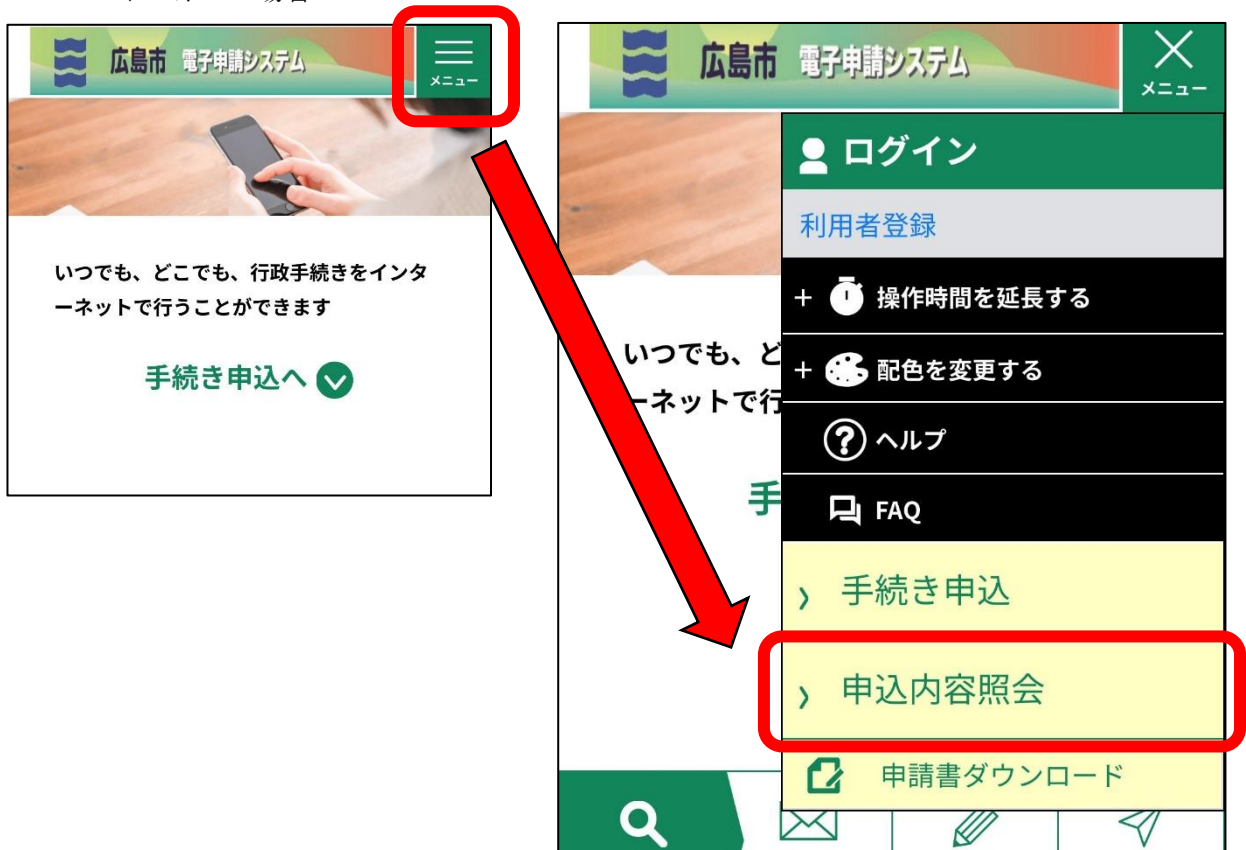 広島市 電子申請システム
メニュー
いつでも、どこでも、行政手続きをインタ
ーネットで行うことができます
手続き申込へ
広島市 電子申請システム
メニュー
ログイン
利用者登録
+ 操作時間を延長する
+ 配色を変更する
? ヘルプ
FAQ
› 手続き申込
› 申込内容照会
申請書ダウンロード
いつでも、ど
ーネットで行
手